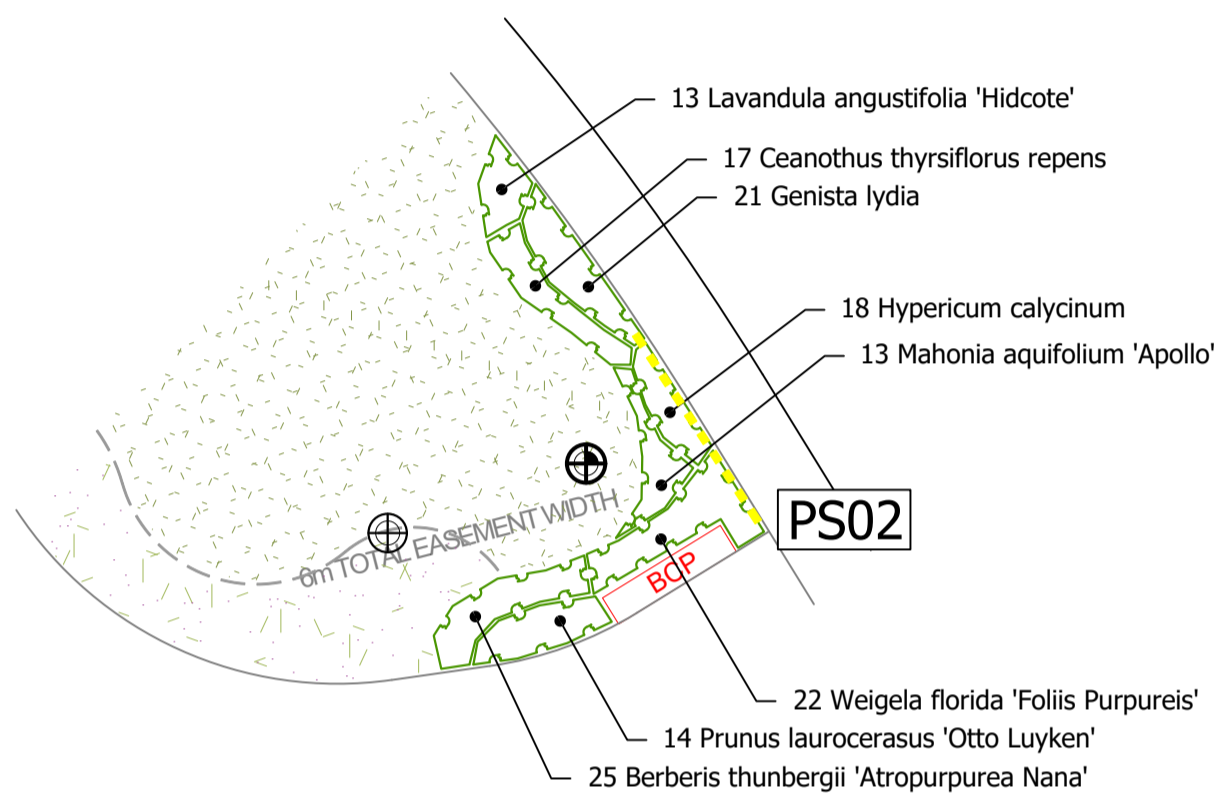 13 Lavandula angustifolia 'Hidcote'
17 Ceanothus thyrsiflorus repens
21 Genista lydia
18 Hypericum calycinum
13 Mahonia aquifolium 'Apollo'
PS02
6m TOTAL EASEMENT WIDTH
BCP
22 Weigela florida 'Foliis Purpureis'
14 Prunus laurocerasus 'Otto Luyken'
25 Berberis thunbergii 'Atropurpurea Nana'